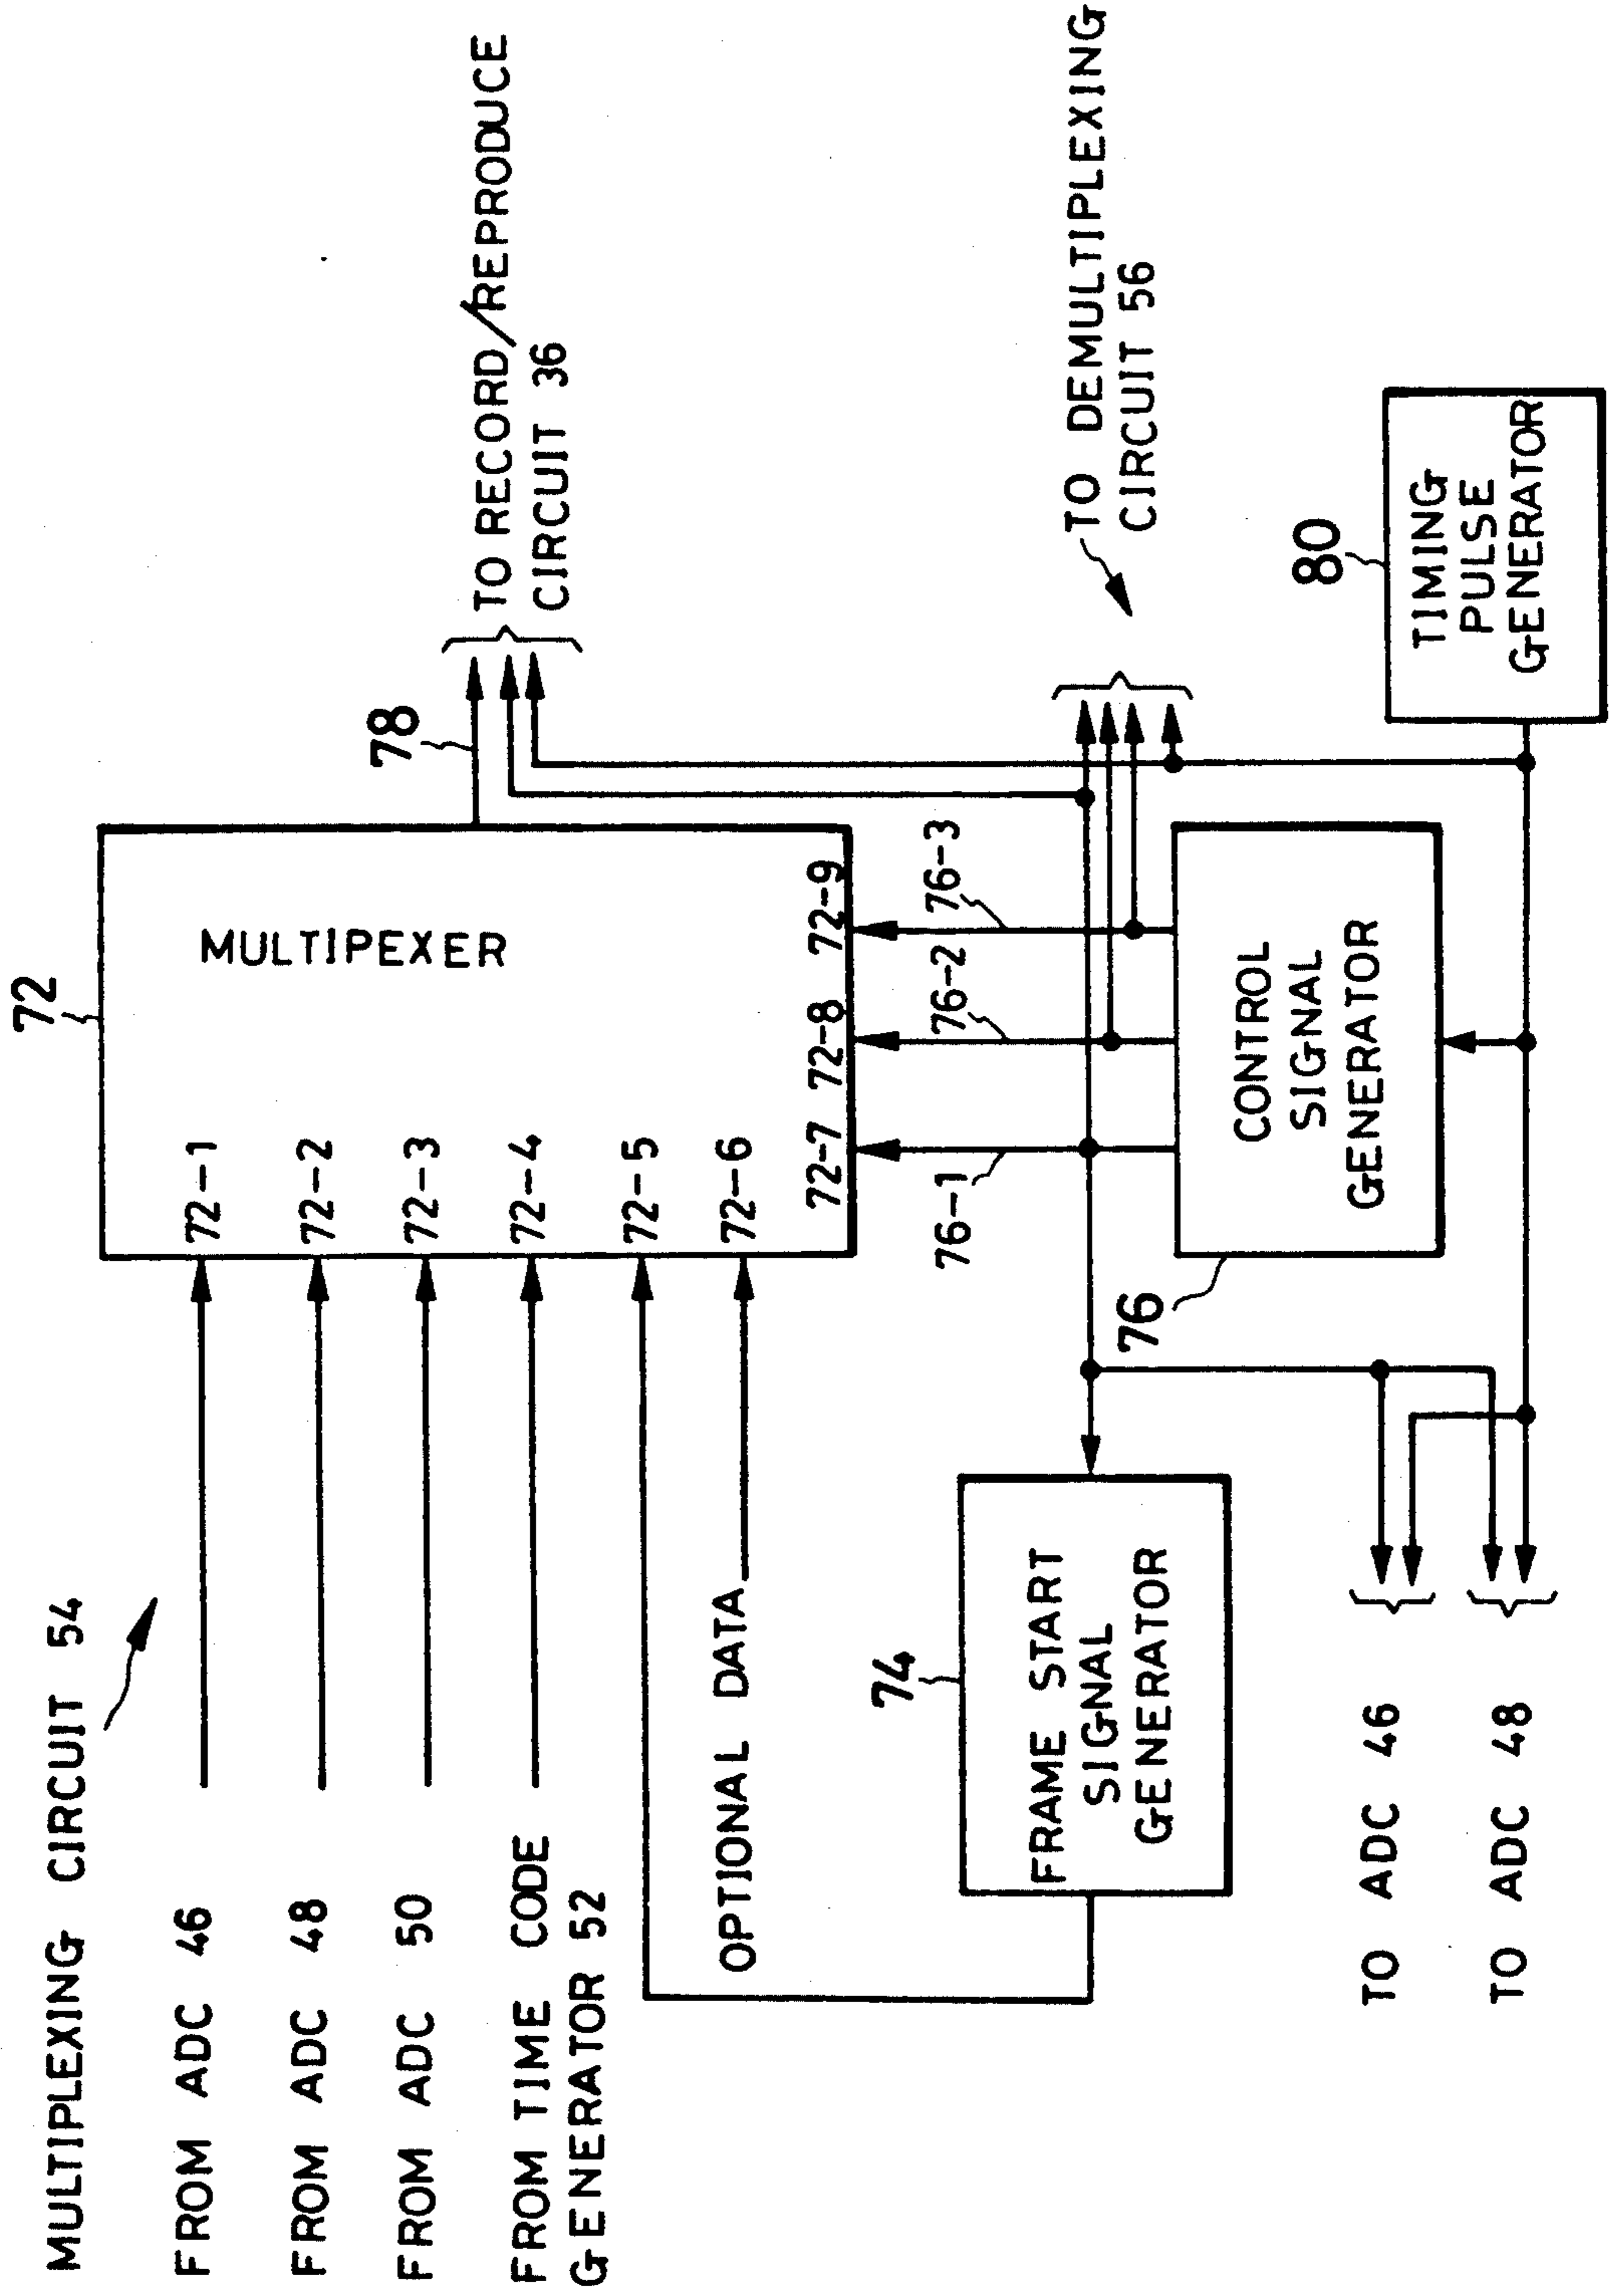 MULTIPLEXING CIRCUIT 54
72
FROM ADC 46
72-1
MULTIPEXER
FROM ADC 48
72-2
FROM ADC 50
72-3
FROM TIME CODE
GENERATOR 52
72-4
72-5
OPTIONAL DATA
72-6
72-7
72-8
72-9
78
TO RECORD/REPRODUCE
CIRCUIT 36
76-1
76-2
76-3
TO DEMULTIPLEXING
CIRCUIT 56
74
FRAME START
SIGNAL
GENERATOR
76
CONTROL
SIGNAL
GENERATOR
80
TIMING
PULSE
GENERATOR
TO ADC 46
TO ADC 48